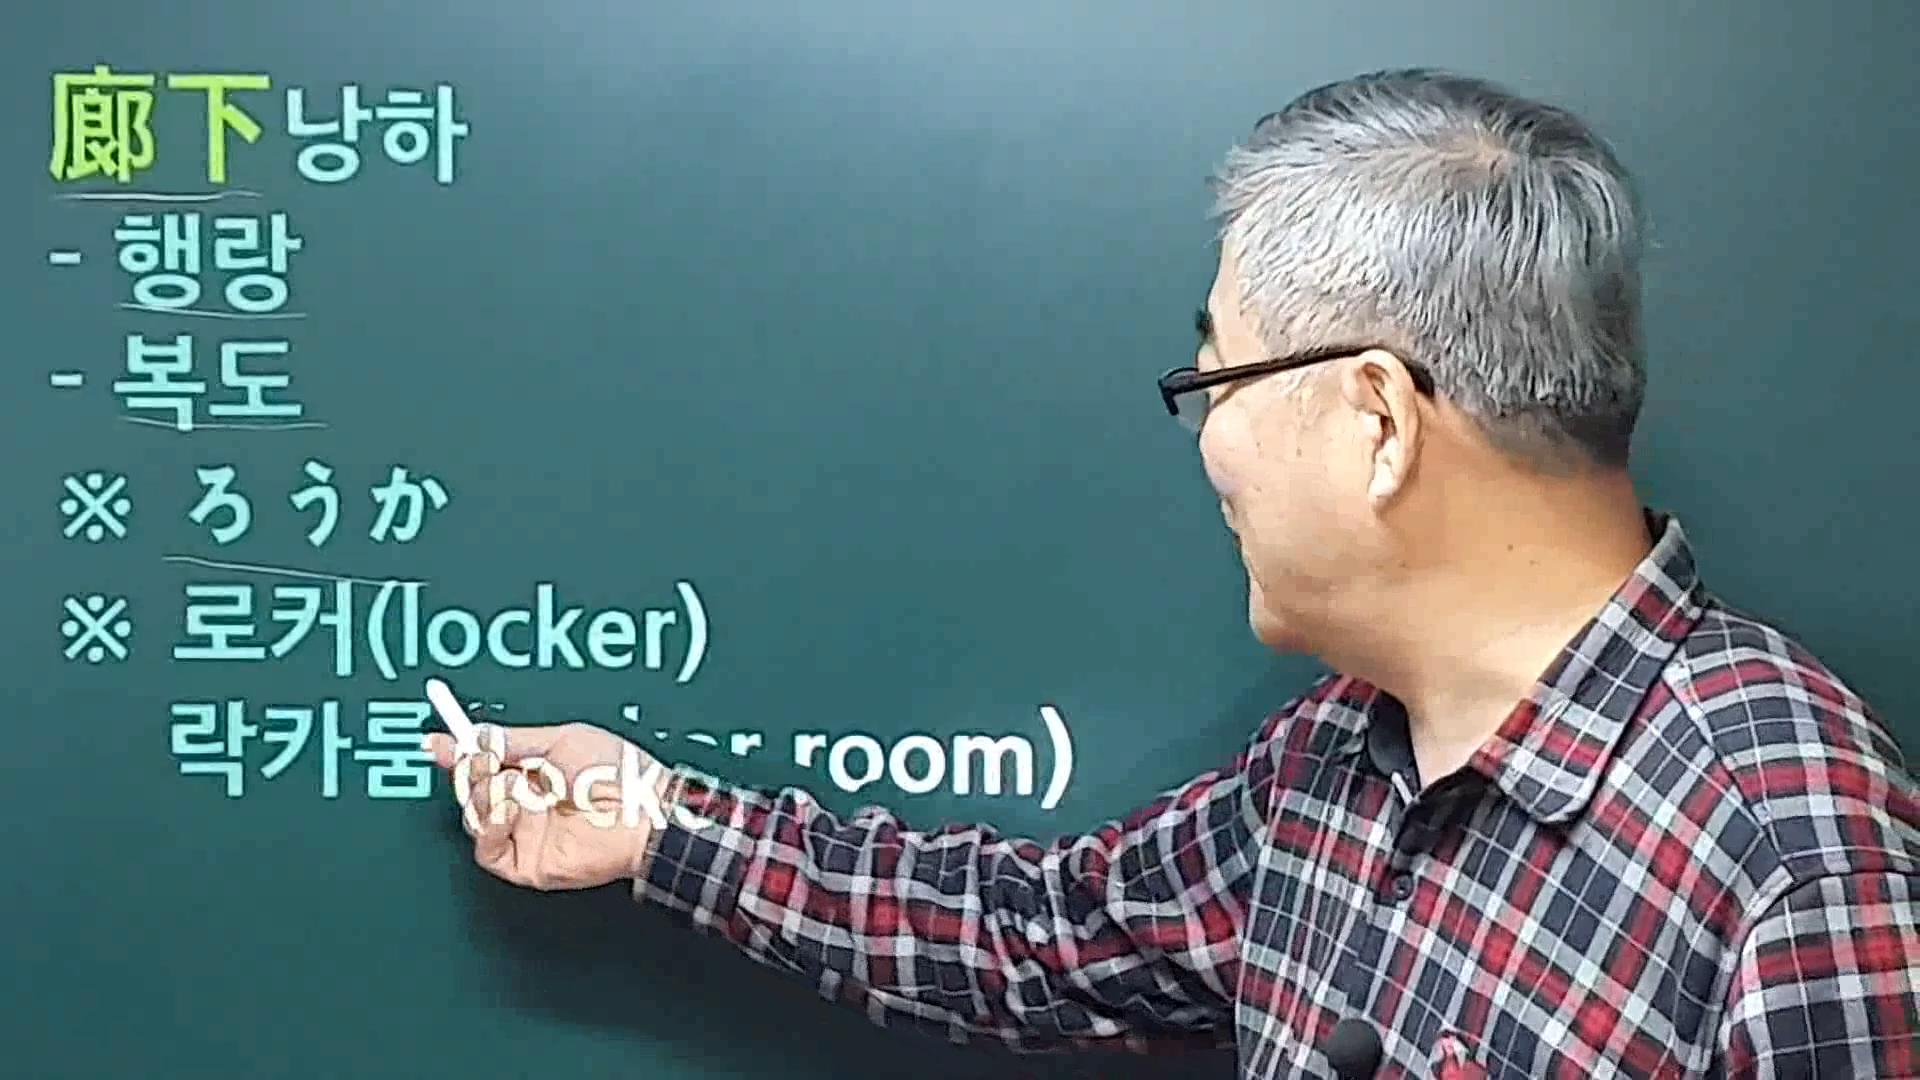 廊下낭하
- 행랑
- 복도
※ ろうか
※ 로커(locker)
락카룸(locker room)